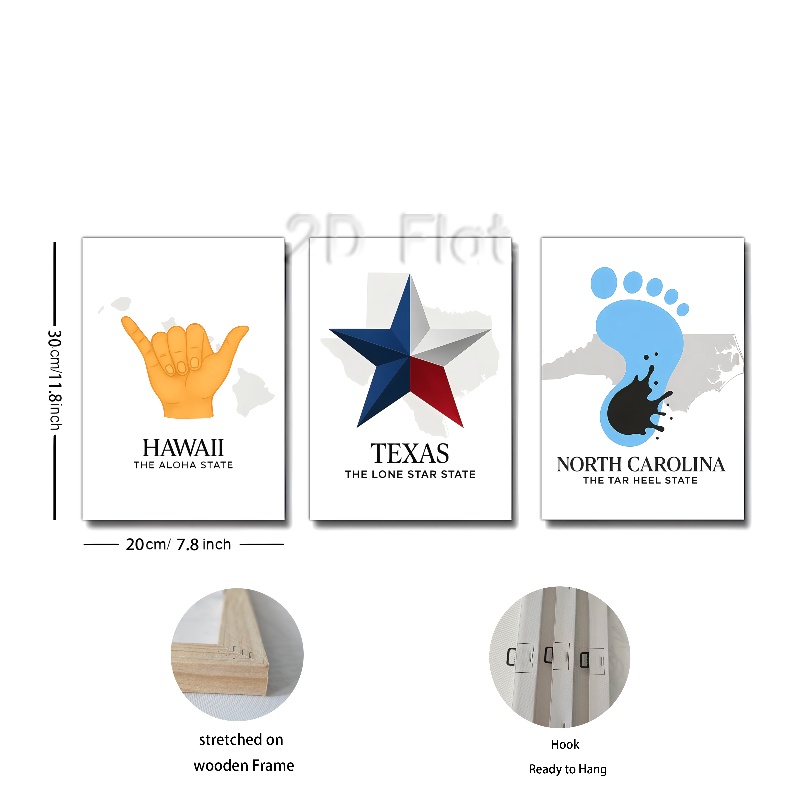 2D Flat
30cm/11.8inch
HAWAII
THE ALOHA STATE
TEXAS
THE LONE STAR STATE
NORTH CAROLINA
THE TAR HEEL STATE
20cm/ 7.8 inch
stretched on
wooden Frame
Hook
Ready to Hang